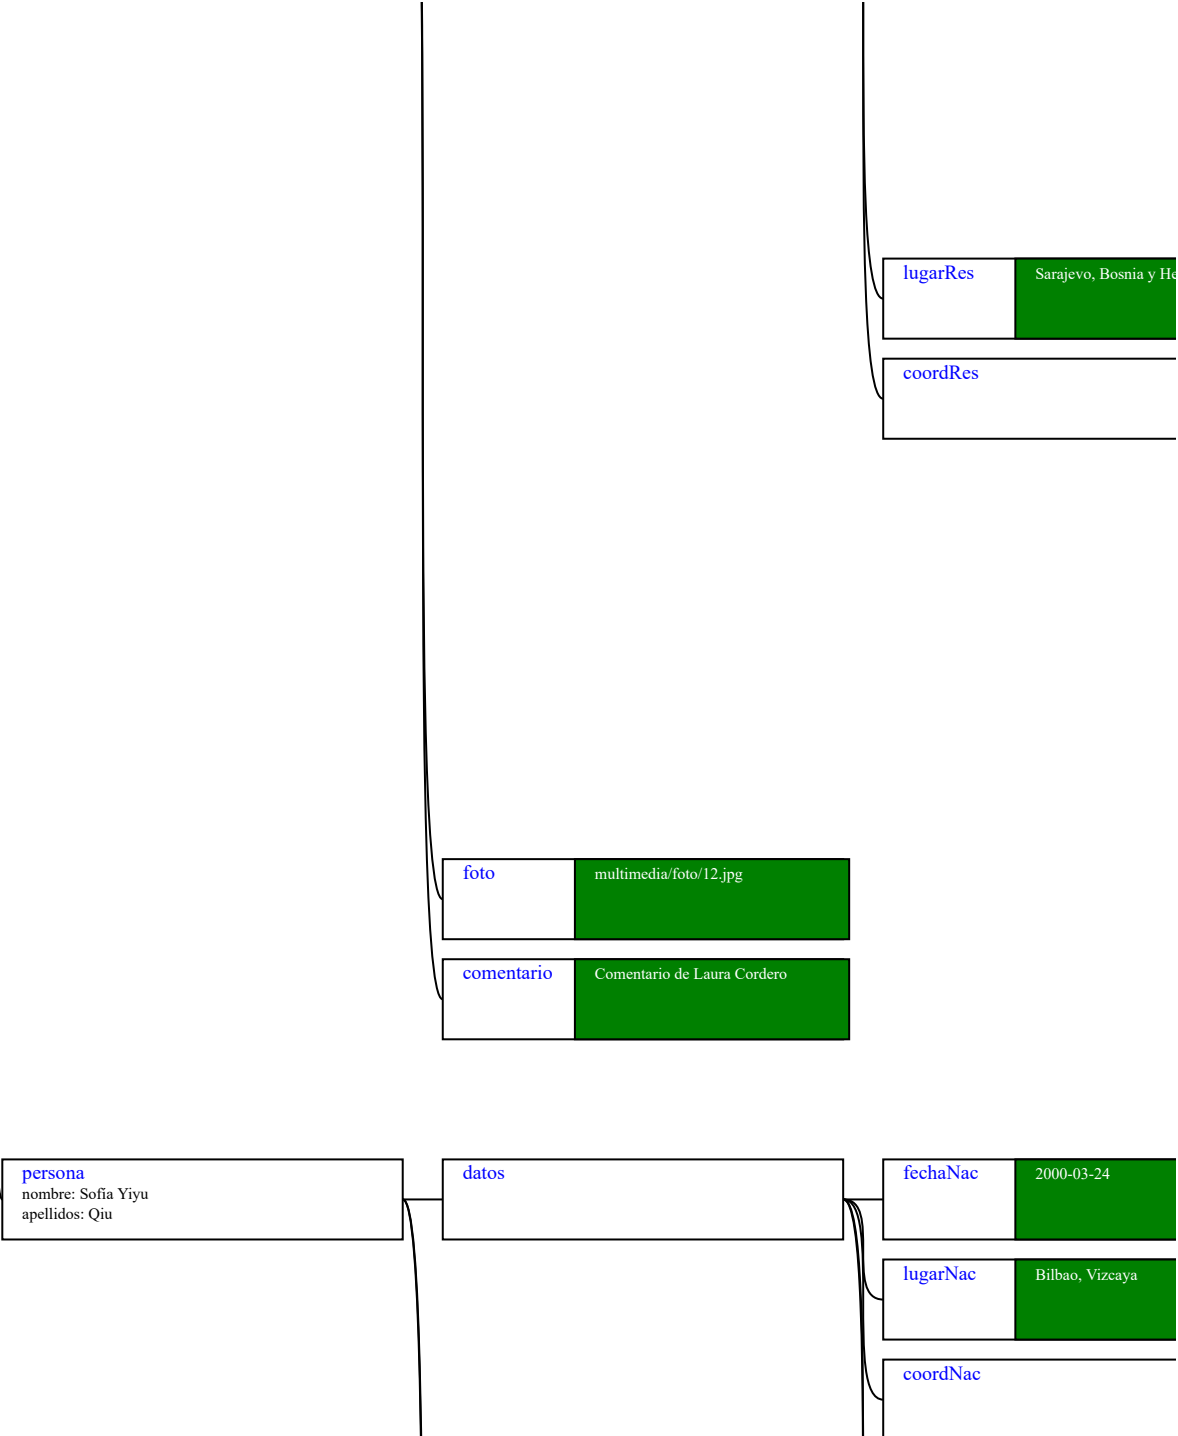 lugarRes
Sarajevo, Bosnia y
coordRes
foto
multimedia/foto/12.jpg
comentario
Comentario de Laura Cordero
persona
nombre: Sofía Yiyu
apellidos: Qiu
datos
fechaNac
2000-03-24
lugarNac
Bilbao, Vizcaya
coordNac